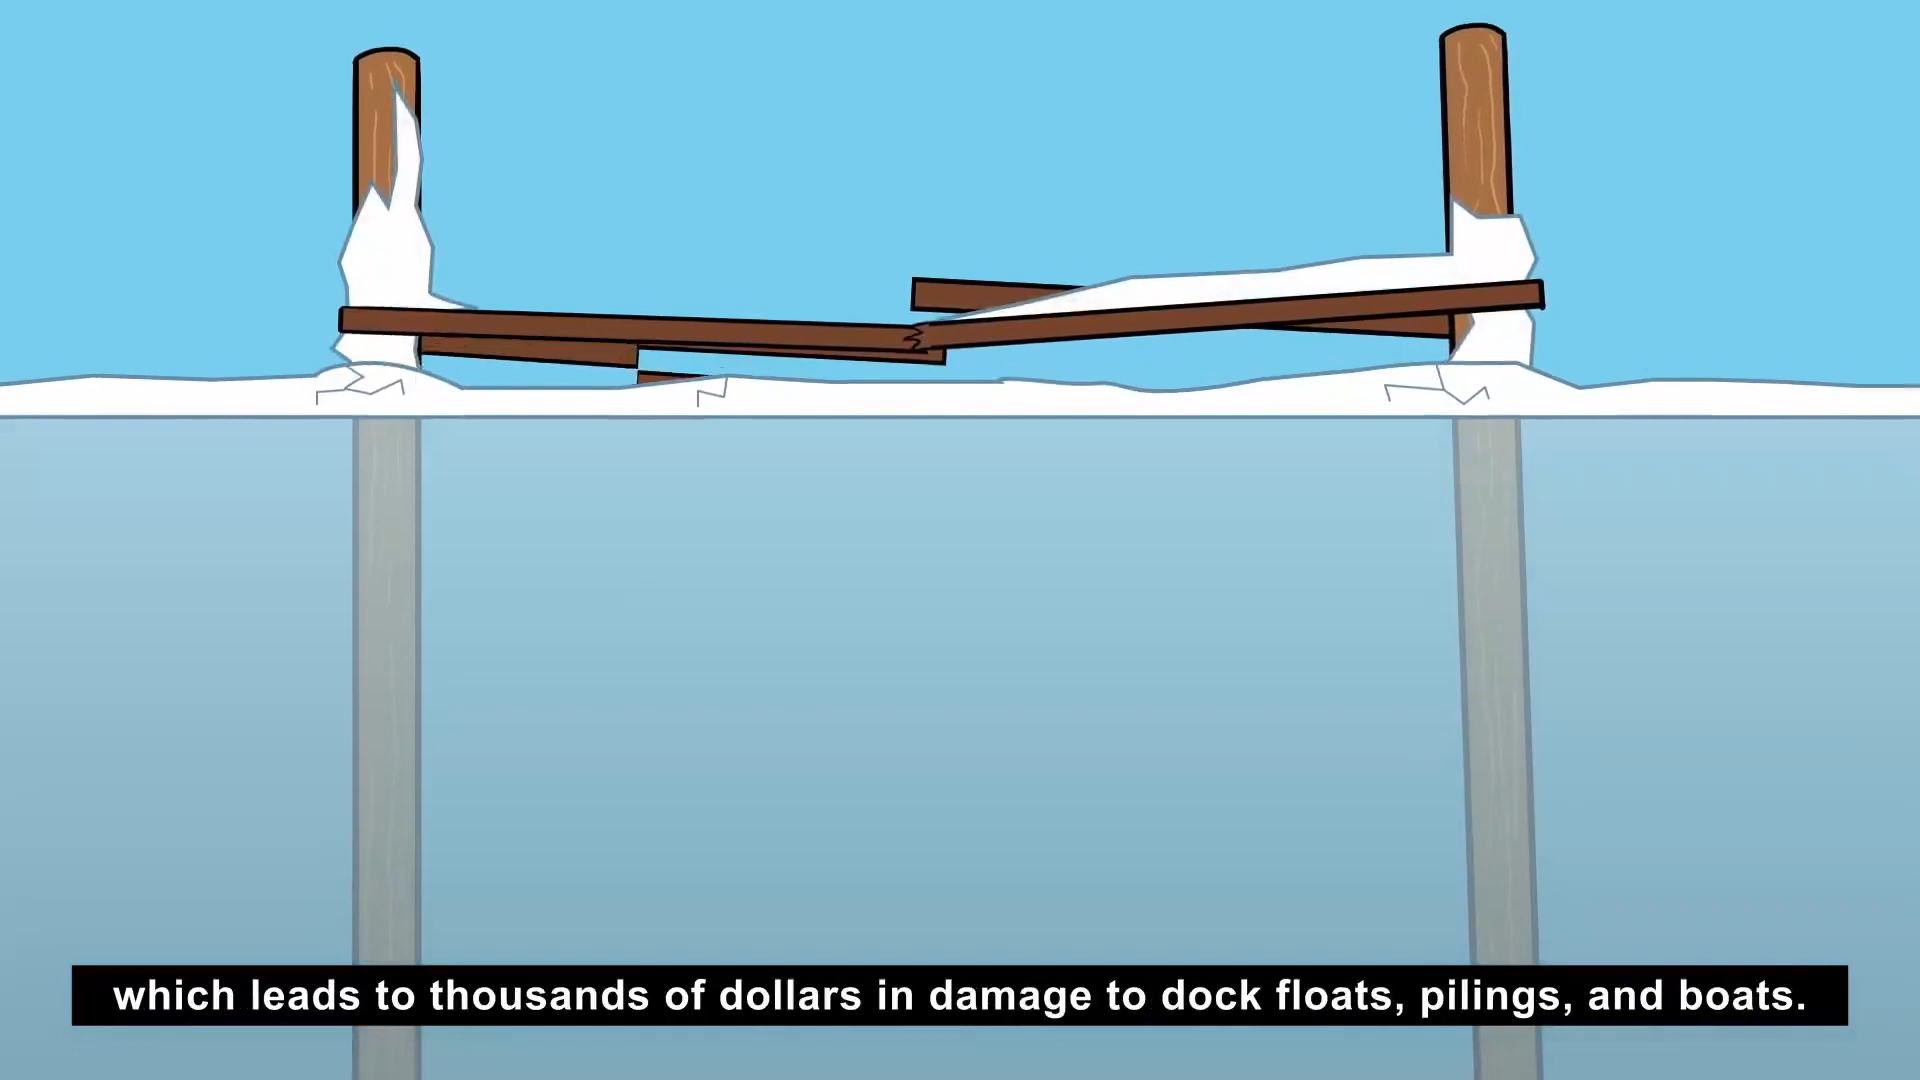 which leads to thousands of dollars in damage to dock floats, pilings, and boats.